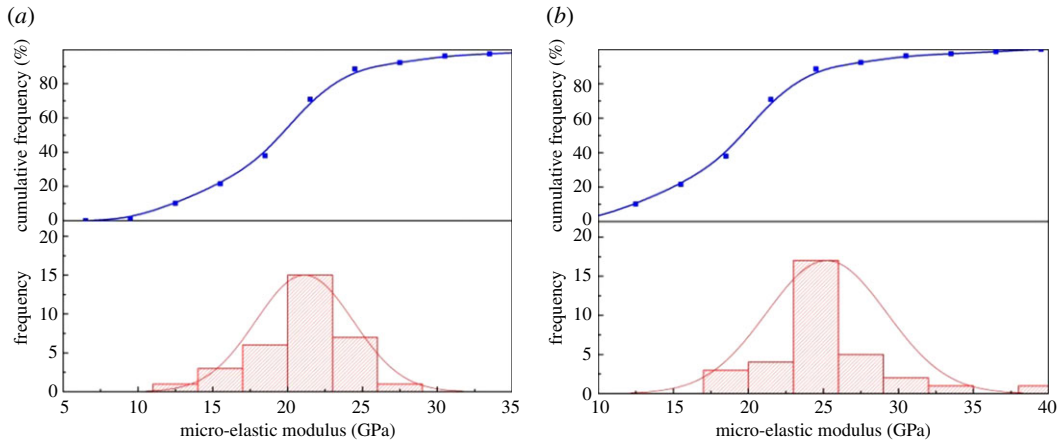 (a)
cumulative frequency (%)
80
60
40
20
0
frequency
20
15
10
5
0
5 10 15 20 25 30 35
micro-elastic modulus (GPa)
(b)
cumulative frequency (%)
80
60
40
20
0
frequency
20
15
10
5
0
10 15 20 25 30 35 40
micro-elastic modulus (GPa)